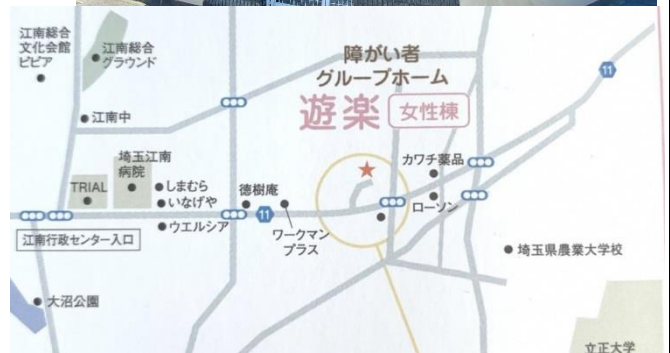 江南総合
文化会館
ピピア
江南総合
グラウンド
障がい者
グループホーム
遊楽 女性棟
11
江南中
埼玉江南
病院
TRIAL
しまむら
いなげや
ウエルシア
徳樹庵
11
ワークマン
プラス
カワチ薬品
ローソン
江南行政センター入口
埼玉県農業大学校
大沼公園
立正大学